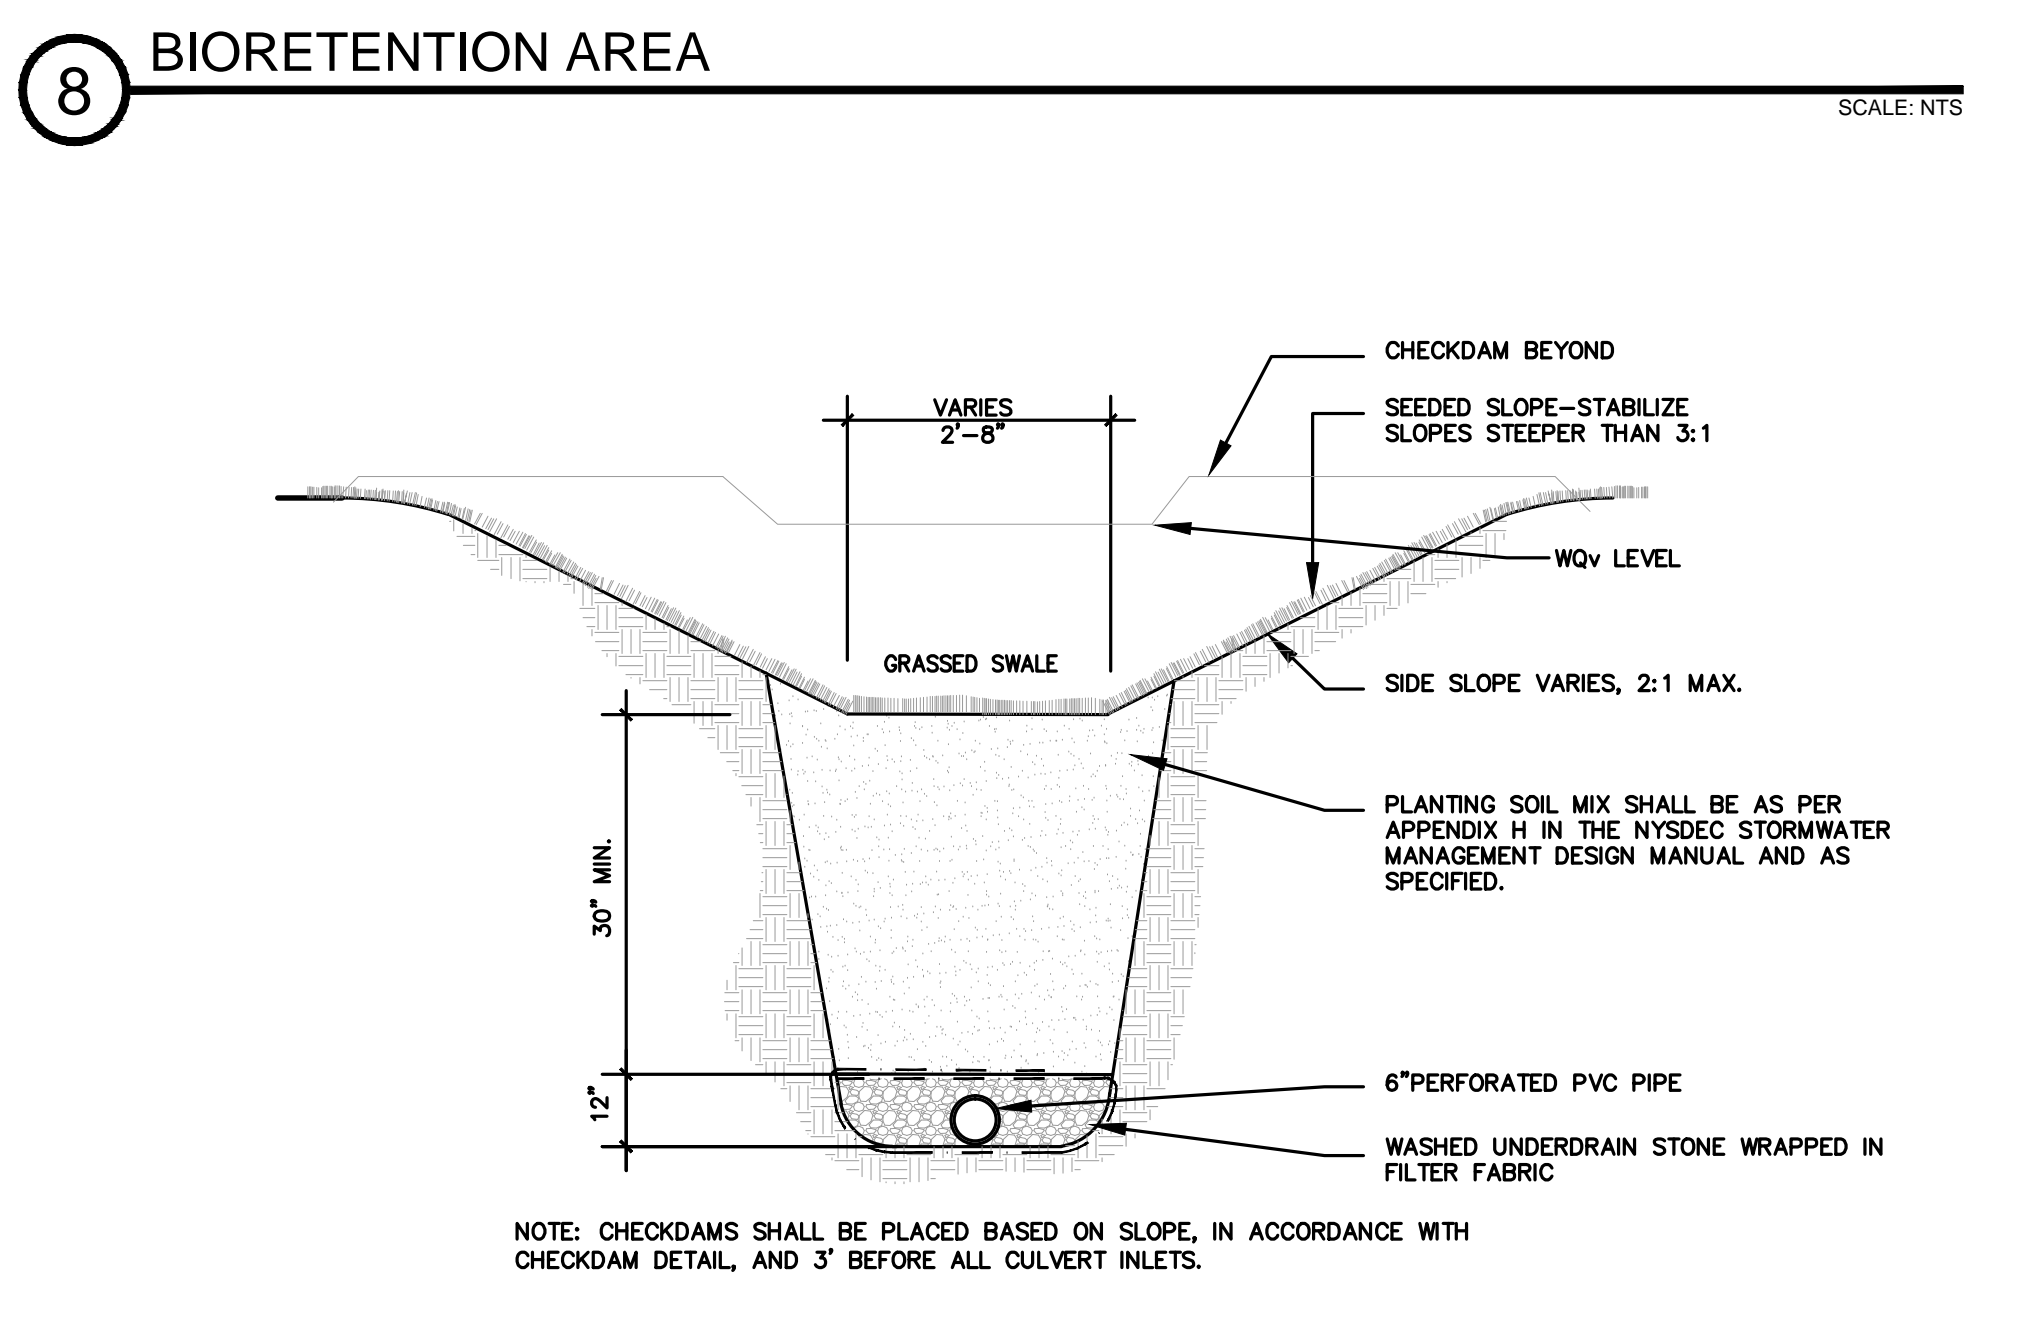 8
BIORETENTION AREA
SCALE: NTS
CHECKDAM BEYOND
VARIES
2'-8"
SEEDED SLOPE-STABILIZE
SLOPES STEEPER THAN 3:1
WQv LEVEL
GRASSED SWALE
SIDE SLOPE VARIES, 2:1 MAX.
30" MIN.
PLANTING SOIL MIX SHALL BE AS PER
APPENDIX H IN THE NYSDEC STORMWATER
MANAGEMENT DESIGN MANUAL AND AS
SPECIFIED.
12"
6"PERFORATED PVC PIPE
WASHED UNDERDRAIN STONE WRAPPED IN
FILTER FABRIC
NOTE: CHECKDAMS SHALL BE PLACED BASED ON SLOPE, IN ACCORDANCE WITH
CHECKDAM DETAIL, AND 3' BEFORE ALL CULVERT INLETS.